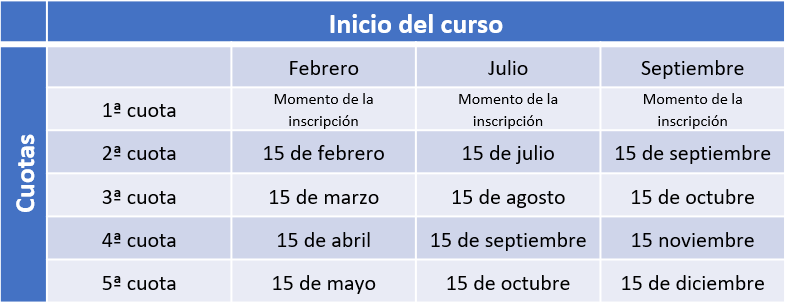 Inicio del curso
Cuotas
Febrero Julio Septiembre
1ª cuota Momento de la inscripción Momento de la inscripción Momento de la inscripción
2ª cuota 15 de febrero 15 de julio 15 de septiembre
3ª cuota 15 de marzo 15 de agosto 15 de octubre
4ª cuota 15 de abril 15 de septiembre 15 noviembre
5ª cuota 15 de mayo 15 de octubre 15 de diciembre